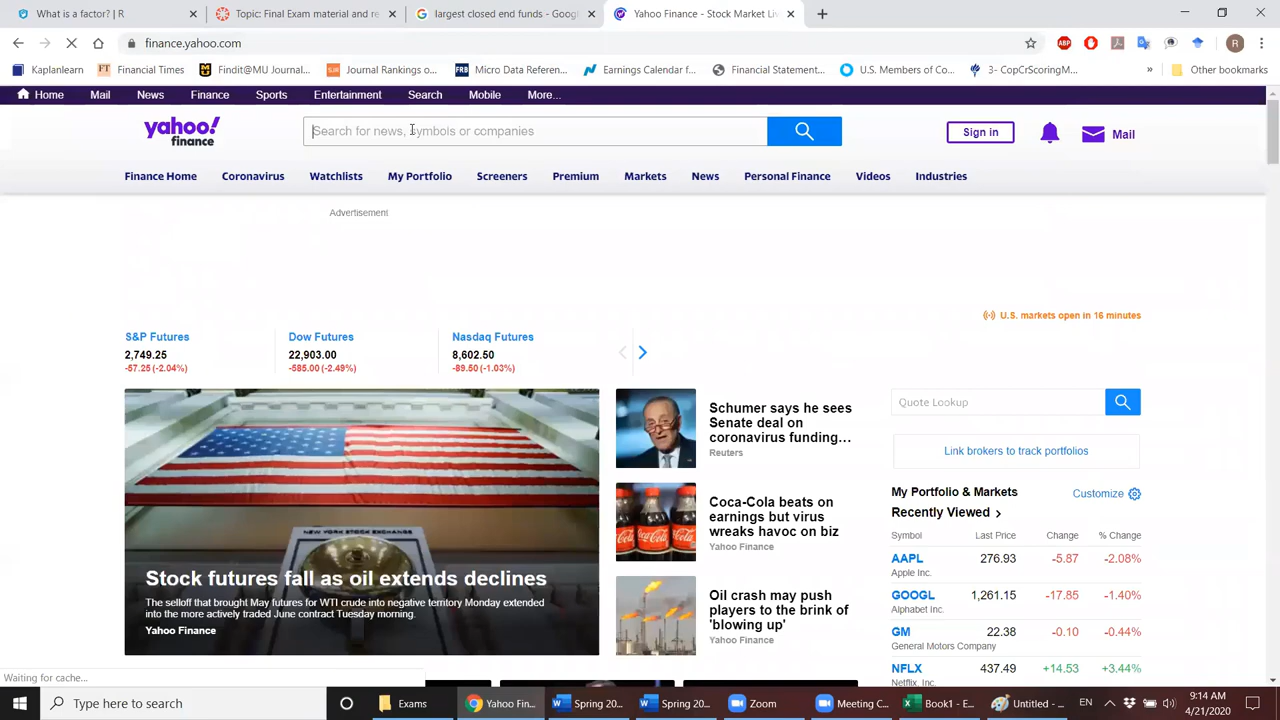 What is a factor?
Topic: Final Exam material and re
largest closed end funds - Goog
Yahoo Finance - Stock Market Li
finance.yahoo.com
ABP
R
Kaplanlearn
FT Financial Times
Findit@MU Journal...
SJR Journal Rankings o...
FRB Micro Data Referen...
Earnings Calendar f...
Financial Statement...
U.S. Members of Co...
3- CopCrScoringM...
»
Other bookmarks
Home
Mail
News
Finance
Sports
Entertainment
Search
Mobile
More...
yahoo!
finance
Search for news, symbols or companies
Sign in
Mail
Finance Home
Coronavirus
Watchlists
My Portfolio
Screeners
Premium
Markets
News
Personal Finance
Videos
Industries
Advertisement
U.S. markets open in 16 minutes
S&P Futures
2,749.25
-57.25 (-2.04%)
Dow Futures
22,903.00
-585.00 (-2.49%)
Nasdaq Futures
8,602.50
-89.50 (-1.03%)
NEW YORK STOCK EXCHANGE
Stock futures fall as oil extends declines
The selloff that brought May futures for WTI crude into negative territory Monday extended
into the more actively traded June contract Tuesday morning.
Yahoo Finance
Schumer says he sees
Senate deal on
coronavirus funding...
Reuters
Coca-Cola beats on
earnings but virus
wreaks havoc on biz
Yahoo Finance
Oil crash may push
players to the brink of
'blowing up'
Yahoo Finance
Quote Lookup
Link brokers to track portfolios
My Portfolio & Markets
Customize
Recently Viewed
Symbol Last Price Change % Change
AAPL 276.93 -5.87 -2.08%
Apple Inc.
GOOGL 1,261.15 -17.85 -1.40%
Alphabet Inc.
GM 22.38 -0.10 -0.44%
General Motors Company
NFLX 437.49 +14.53 +3.44%
Netflix, Inc.
Waiting for cache...
Type here to search
Exams
Yahoo Fin...
Spring 20...
Spring 20...
Zoom
Meeting C...
Book1 - E...
Untitled - ...
EN
9:14 AM
4/21/2020